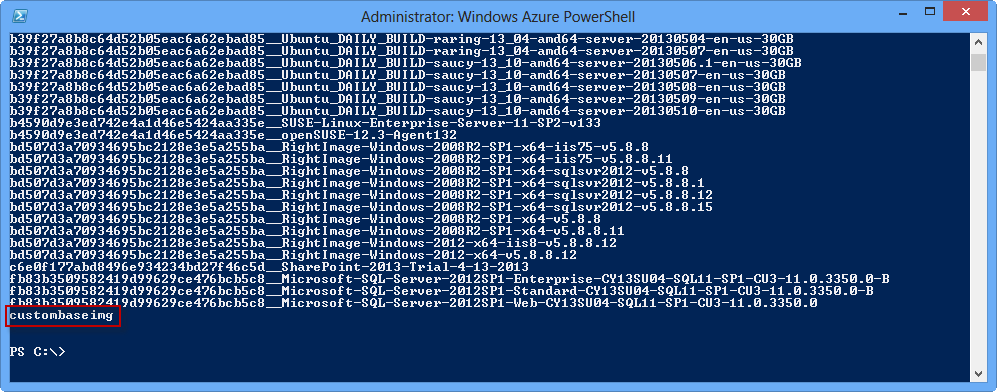 Administrator: Windows Azure PowerShell
b39f27a8b8c64d52b05eac6a62ebad85__Ubuntu_DAILY_BUILD-raring-13_04-amd64-server-20130504-en-us-30GB
b39f27a8b8c64d52b05eac6a62ebad85__Ubuntu_DAILY_BUILD-raring-13_04-amd64-server-20130507-en-us-30GB
b39f27a8b8c64d52b05eac6a62ebad85__Ubuntu_DAILY_BUILD-saucy-13_10-amd64-server-20130506.1-en-us-30GB
b39f27a8b8c64d52b05eac6a62ebad85__Ubuntu_DAILY_BUILD-saucy-13_10-amd64-server-20130507-en-us-30GB
b39f27a8b8c64d52b05eac6a62ebad85__Ubuntu_DAILY_BUILD-saucy-13_10-amd64-server-20130508-en-us-30GB
b39f27a8b8c64d52b05eac6a62ebad85__Ubuntu_DAILY_BUILD-saucy-13_10-amd64-server-20130509-en-us-30GB
b39f27a8b8c64d52b05eac6a62ebad85__Ubuntu_DAILY_BUILD-saucy-13_10-amd64-server-20130510-en-us-30GB
b4590d9e3ed742e4a1d46e5424aa335e__SUSE-Linux-Enterprise-Server-11-SP2-v133
b4590d9e3ed742e4a1d46e5424aa335e__openSUSE-12.3-Agent132
bd507d3a70934695bc2128e3e5a255ba__RightImage-Windows-2008R2-SP1-x64-iis75-v5.8.8
bd507d3a70934695bc2128e3e5a255ba__RightImage-Windows-2008R2-SP1-x64-iis75-v5.8.8.11
bd507d3a70934695bc2128e3e5a255ba__RightImage-Windows-2008R2-SP1-x64-sqlsvr2012-v5.8.8
bd507d3a70934695bc2128e3e5a255ba__RightImage-Windows-2008R2-SP1-x64-sqlsvr2012-v5.8.8.1
bd507d3a70934695bc2128e3e5a255ba__RightImage-Windows-2008R2-SP1-x64-sqlsvr2012-v5.8.8.12
bd507d3a70934695bc2128e3e5a255ba__RightImage-Windows-2008R2-SP1-x64-sqlsvr2012-v5.8.8.15
bd507d3a70934695bc2128e3e5a255ba__RightImage-Windows-2008R2-SP1-x64-v5.8.8
bd507d3a70934695bc2128e3e5a255ba__RightImage-Windows-2008R2-SP1-x64-v5.8.8.11
bd507d3a70934695bc2128e3e5a255ba__RightImage-Windows-2012-x64-iis8-v5.8.8.12
bd507d3a70934695bc2128e3e5a255ba__RightImage-Windows-2012-x64-v5.8.8.12
c6e0f177abd8496e934234bd27f46c5d__SharePoint-2013-Trial-4-13-2013
fb83b3509582419d99629ce476bcb5c8__Microsoft-SQL-Server-2012SP1-Enterprise-CY13SU04-SQL11-SP1-CU3-11.0.3350.0-B
fb83b3509582419d99629ce476bcb5c8__Microsoft-SQL-Server-2012SP1-Standard-CY13SU04-SQL11-SP1-CU3-11.0.3350.0-B
fb83b3509582419d99629ce476bcb5c8__Microsoft-SQL-Server-2012SP1-Web-CY13SU04-SQL11-SP1-CU3-11.0.3350.0
custombaseimg
PS C:\>